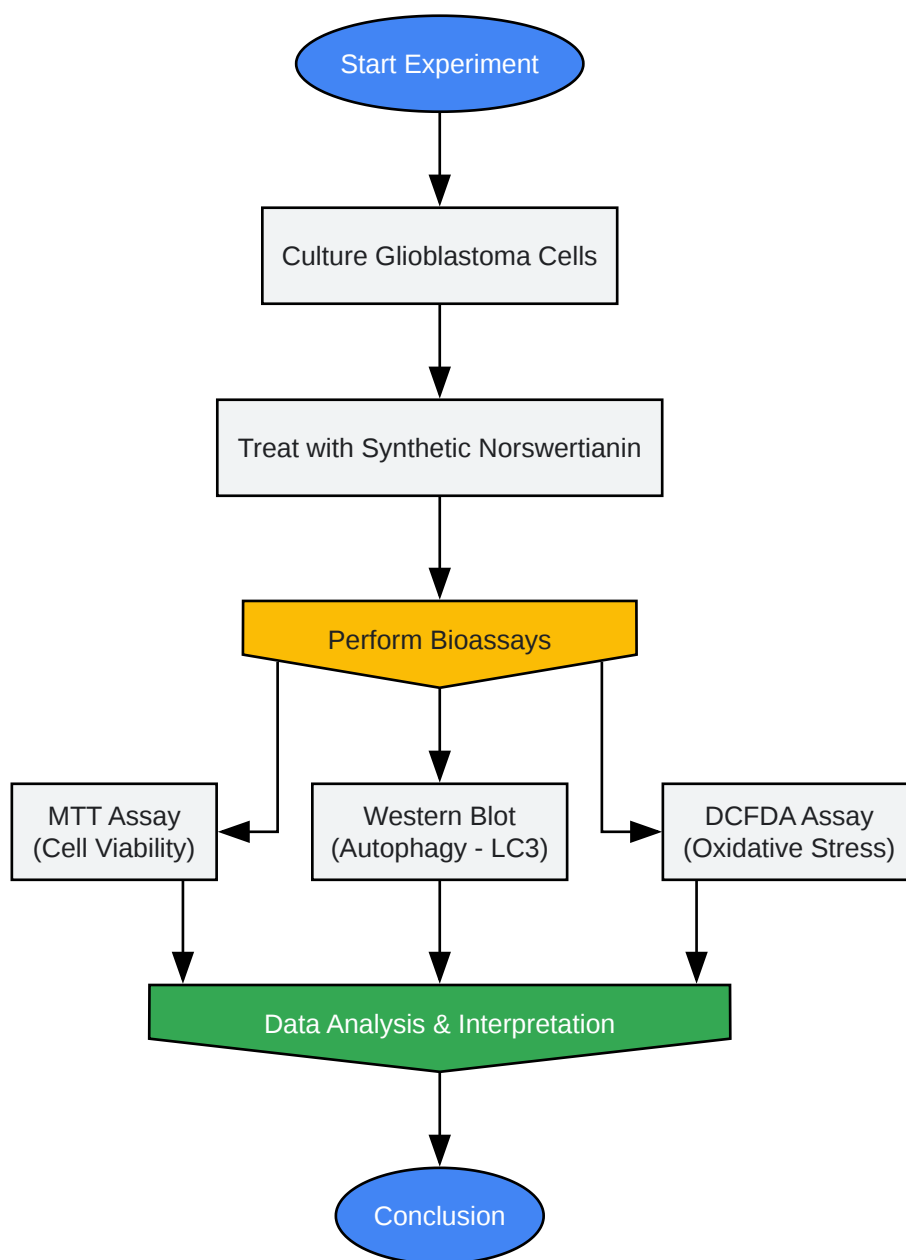 Start Experiment
Culture Glioblastoma Cells
Treat with Synthetic Norswertianin
Perform Bioassays
MTT Assay
(Cell Viability)
Western Blot
(Autophagy - LC3)
DCFDA Assay
(Oxidative Stress)
Data Analysis & Interpretation
Conclusion